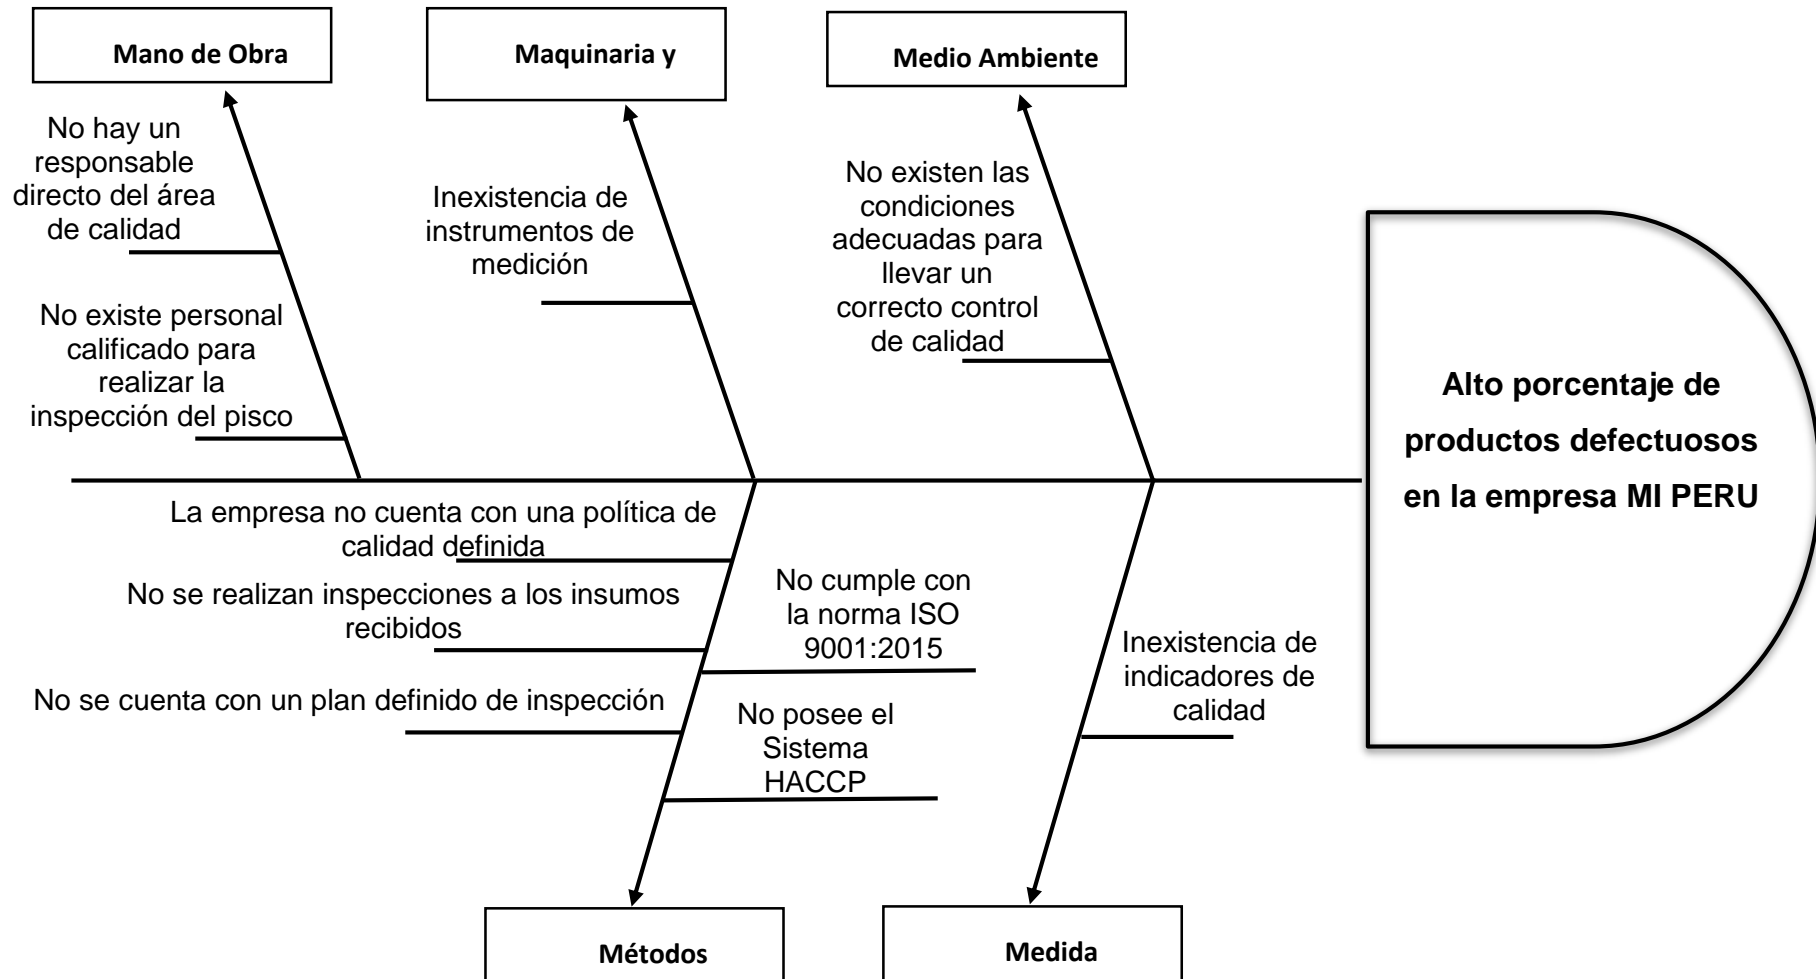 Mano de Obra
Maquinaria y
Medio Ambiente
No hay un
responsable
directo del área
de calidad
No existe personal
calificado para
realizar la
inspección del pisco
Inexistencia de
instrumentos de
medición
No existen las
condiciones
adecuadas para
llevar un
correcto control
de calidad
Alto porcentaje de
productos defectuosos
en la empresa MI PERU
La empresa no cuenta con una política de
calidad definida
No se realizan inspecciones a los insumos
recibidos
No se cuenta con un plan definido de inspección
No cumple con
la norma ISO
9001:2015
No posee el
Sistema
HACCP
Inexistencia de
indicadores de
calidad
Métodos
Medida